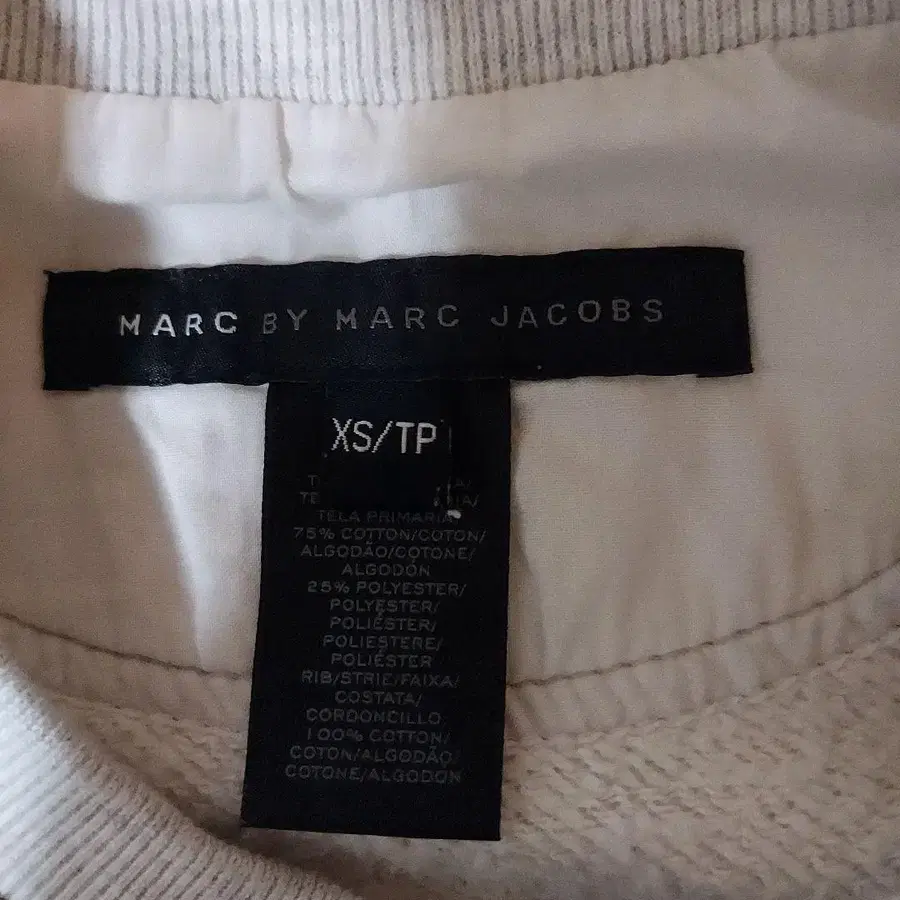 MARC BY MARC JACOBS
XS/TP
TELA PRIMARIA
75% COTTON/COTON/
ALGODÃO/COTONE/
ALGODÓN
25% POLYESTER/
POLYESTER/
POLIÉSTER/
POLIESTERE/
POLIÉSTER
RIB/STRIE/FAIXA/
COSTATA/
CORDONCILLO
100% COTTON/
COTON/ALGODÃO/
COTONE/ALGODÓN